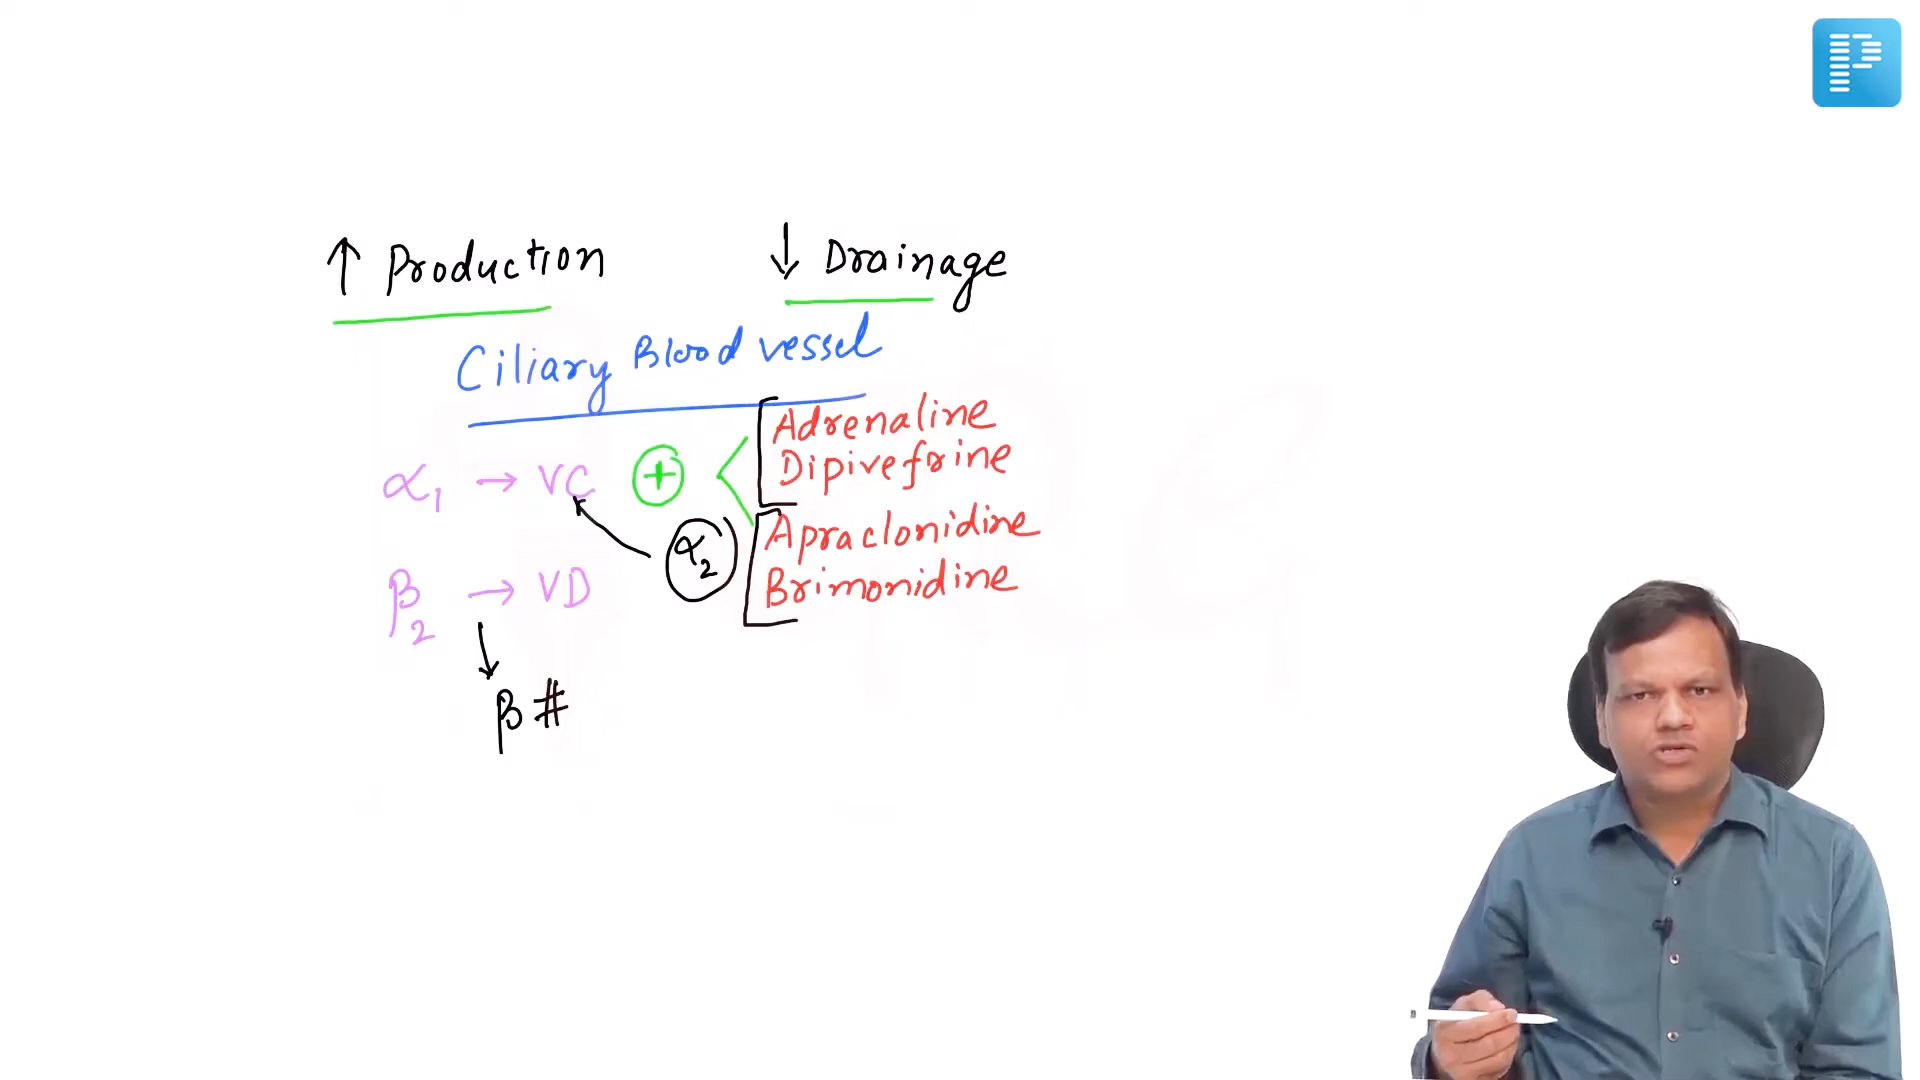 ↑ Production ↓ Drainage
Ciliary Blood vessel
α1 → VC + Adrenaline
Dipivefrine
α2 Apraclonidine
Brimonidine
β2 → VD
β #